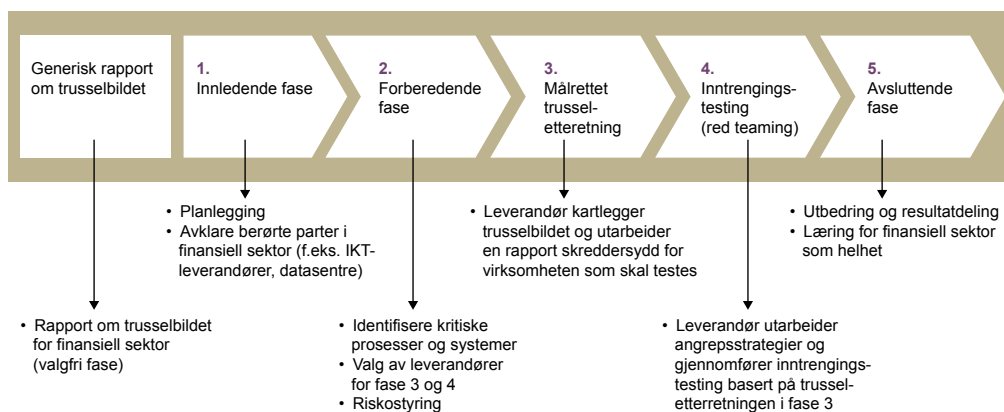 Generisk rapport
om trusselbildet
1.
Innledende fase
2.
Forberedende
fase
3.
Målrettet
trussel-
etteretning
4.
Inntrengings-
testing
(red teaming)
5.
Avsluttende
fase
• Planlegging
• Avklare berørte parter i
finansiell sektor (f.eks. IKT-
leverandører, datasentre)
• Leverandør kartlegger
trusselbildet og utarbeider
en rapport skreddersydd for
virksomheten som skal testes
• Utbedring og resultatdeling
• Læring for finansiell sektor
som helhet
• Rapport om trusselbildet
for finansiell sektor
(valgfri fase)
• Identifisere kritiske
prosesser og systemer
• Valg av leverandører
for fase 3 og 4
• Riskostyring
• Leverandør utarbeider
angrepsstrategier og
gjennomfører inntrengings-
testing basert på trussel-
etterretningen i fase 3